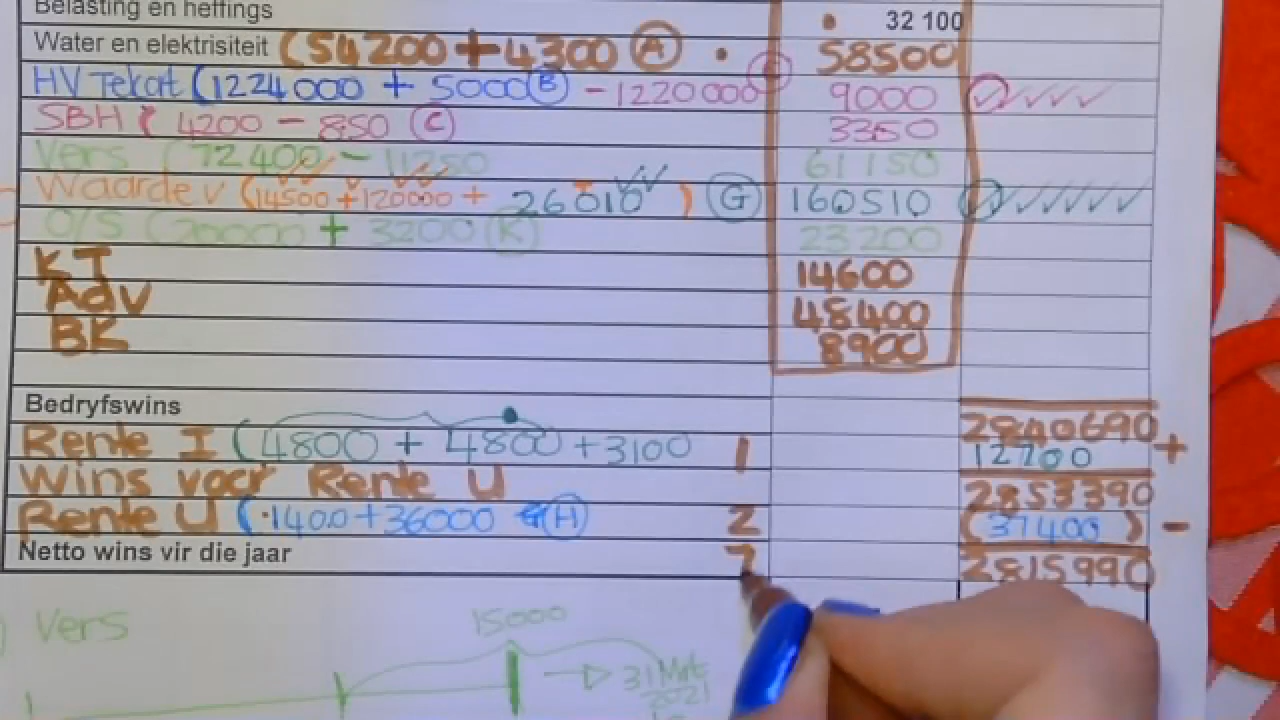 Belasting en heffings 32 100
Water en elektrisiteit (54200 + 4300 (A) 58500
HV Tekort (1224000 + 5000 (B) - 1220000 9000
SBH ( 4200 - 850 (C) 3350
Vers (72400 - 11250 61150
Waarde v (14500 + 120000 + 26010 ) (G) 160510
O/S (20000 + 3200 (K) 23200
KT 14600
Adv 48400
BK 8900
Bedryfswins 2840690
Rente I (4800 + 4800 + 3100 1 12700 +
Wins voor Rente U 2853390
Rente U ( 1400 + 36000 (H) 2 (37400) -
Netto wins vir die jaar 7 2815990
) Vers 15000
31 Mrt
2021